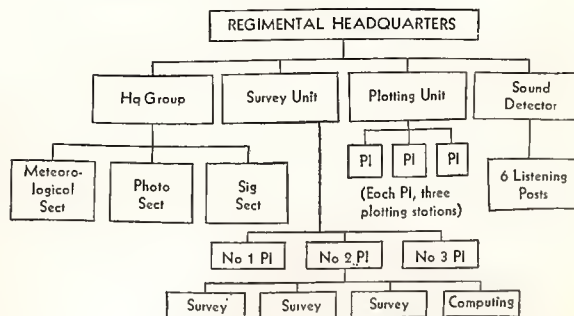 REGIMENTAL HEADQUARTERS
Hq Group
Survey Unit
Plotting Unit
Sound
Detector
Meteoro-
logical
Sect
Photo
Sect
Sig
Sect
Pl
Pl
Pl
(Each Pl, three
plotting stations)
6 Listening
Posts
No 1 Pl
No 2 Pl
No 3 Pl
Survey
Survey
Survey
Computing